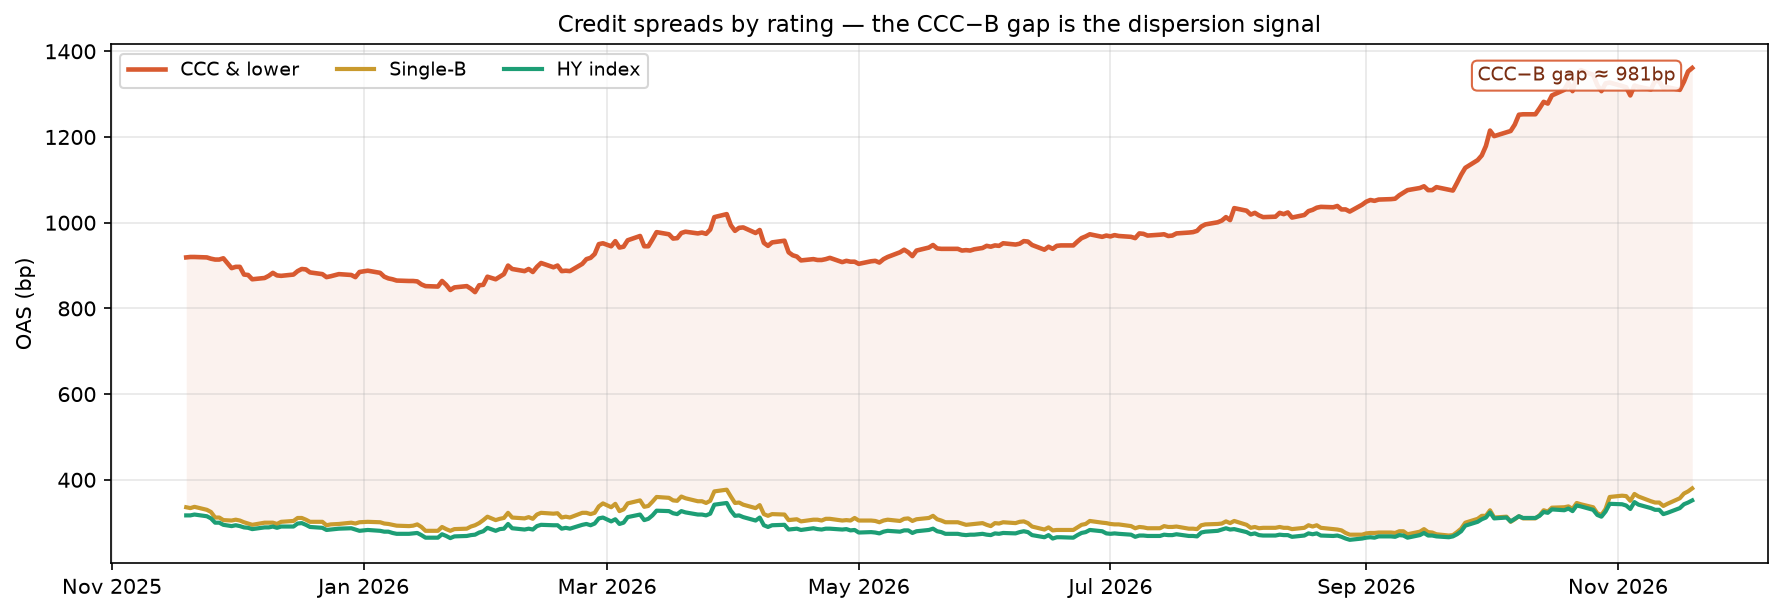 Credit spreads by rating — the CCC−B gap is the dispersion signal
CCC & lower
Single-B
HY index
CCC−B gap ≈ 981bp
OAS (bp)
1400
1200
1000
800
600
400
Nov 2025
Jan 2026
Mar 2026
May 2026
Jul 2026
Sep 2026
Nov 2026